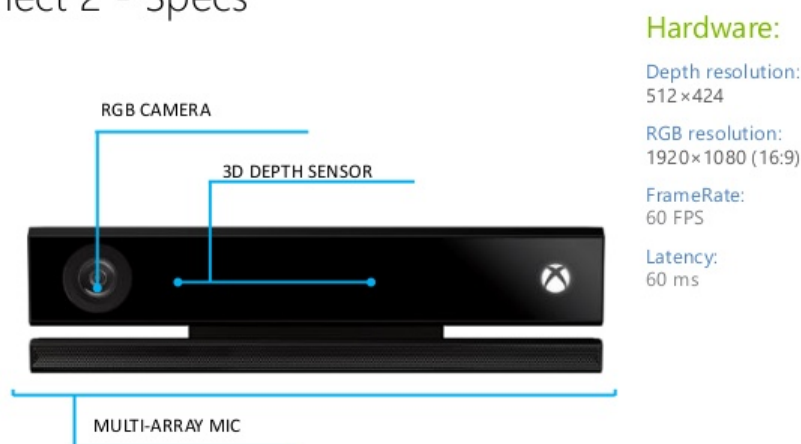 2 - Specs
Hardware:
Depth resolution:
512×424
RGB resolution:
1920×1080 (16:9)
FrameRate:
60 FPS
Latency:
60 ms
RGB CAMERA
3D DEPTH SENSOR
MULTI-ARRAY MIC